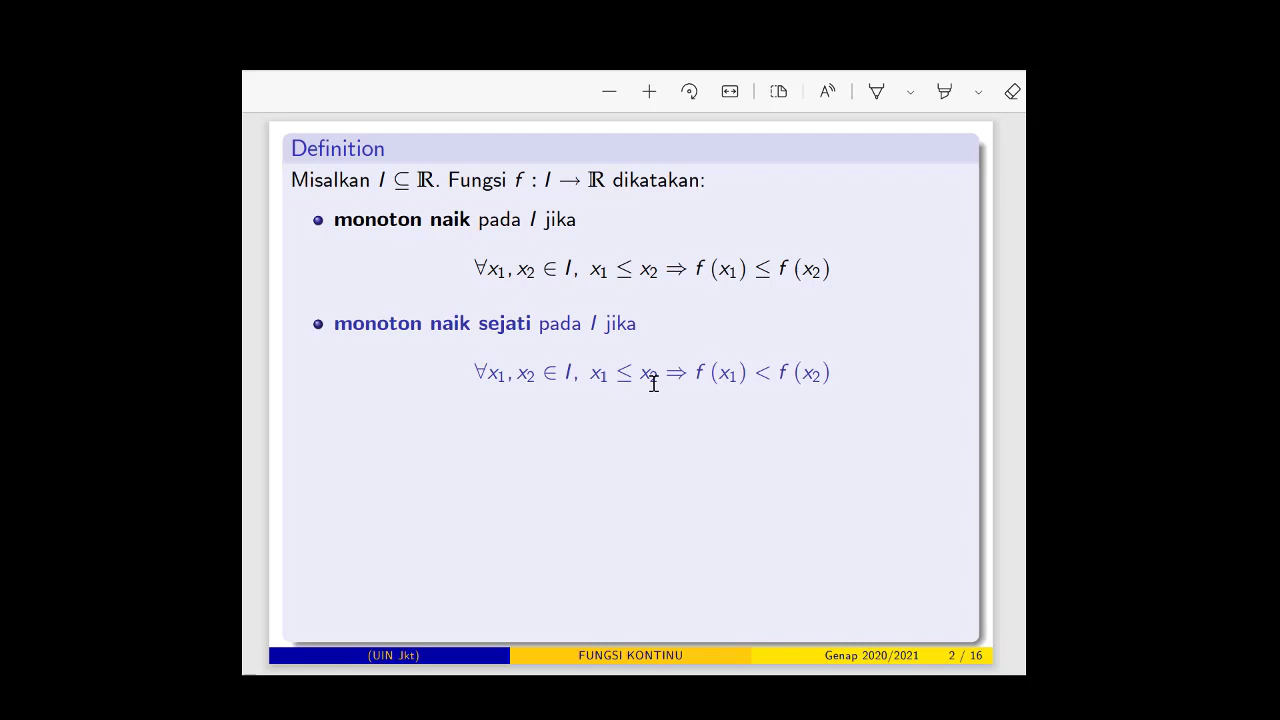 Definition
Misalkan I ⊆ ℝ. Fungsi f : I → ℝ dikatakan:
monoton naik pada I jika
∀x₁, x₂ ∈ I, x₁ ≤ x₂ ⇒ f (x₁) ≤ f (x₂)
monoton naik sejati pada I jika
∀x₁, x₂ ∈ I, x₁ ≤ x₂ ⇒ f (x₁) < f (x₂)
(UIN Jkt) FUNGSI KONTINU Genap 2020/2021 2 / 16